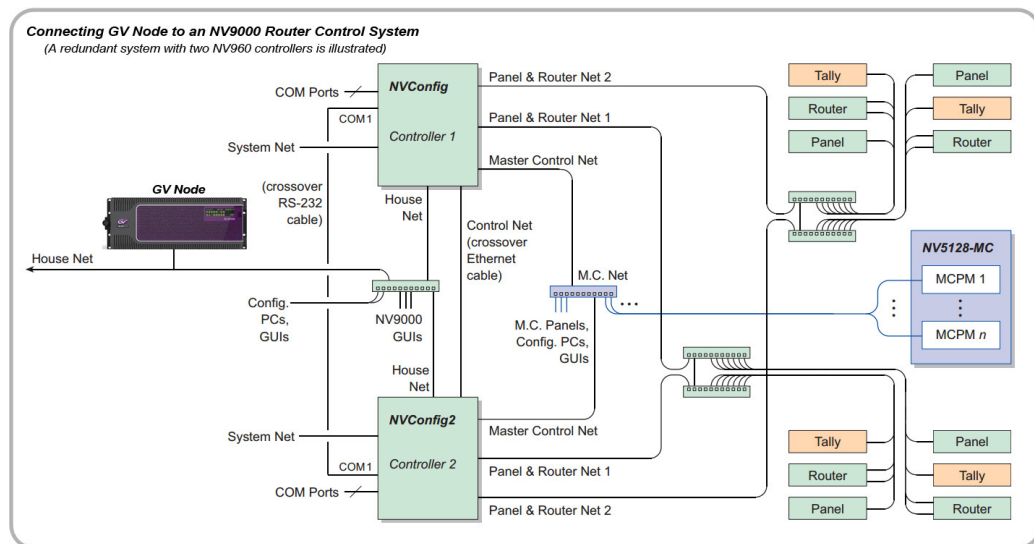 Connecting GV Node to an NV9000 Router Control System
(A redundant system with two NV960 controllers is illustrated)
COM Ports
COM1
System Net
NVConfig
Controller 1
Panel & Router Net 2
Panel & Router Net 1
Master Control Net
Tally
Router
Panel
Panel
Tally
Router
GV Node
(crossover
RS-232
cable)
House
Net
Control Net
(crossover
Ethernet
cable)
House Net
Config.
PCs,
GUIs
NV9000
GUIs
M.C. Net
M.C. Panels,
Config. PCs,
GUIs
NV5128-MC
MCPM 1
MCPM n
House
Net
System Net
COM1
COM Ports
NVConfig2
Controller 2
Master Control Net
Panel & Router Net 1
Panel & Router Net 2
Tally
Router
Panel
Panel
Tally
Router